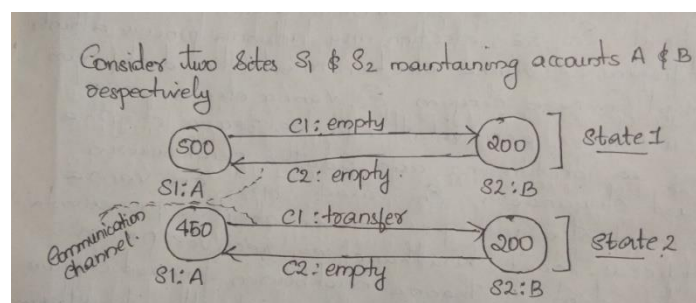 Consider two Sites S1 & S2 maintaining accounts A & B
respectively
C1: empty
500
200
State 1
C2: empty.
S1: A
S2: B
Communication
channel.
C1: transfer
450
200
State 2
C2: empty
S1: A
S2: B